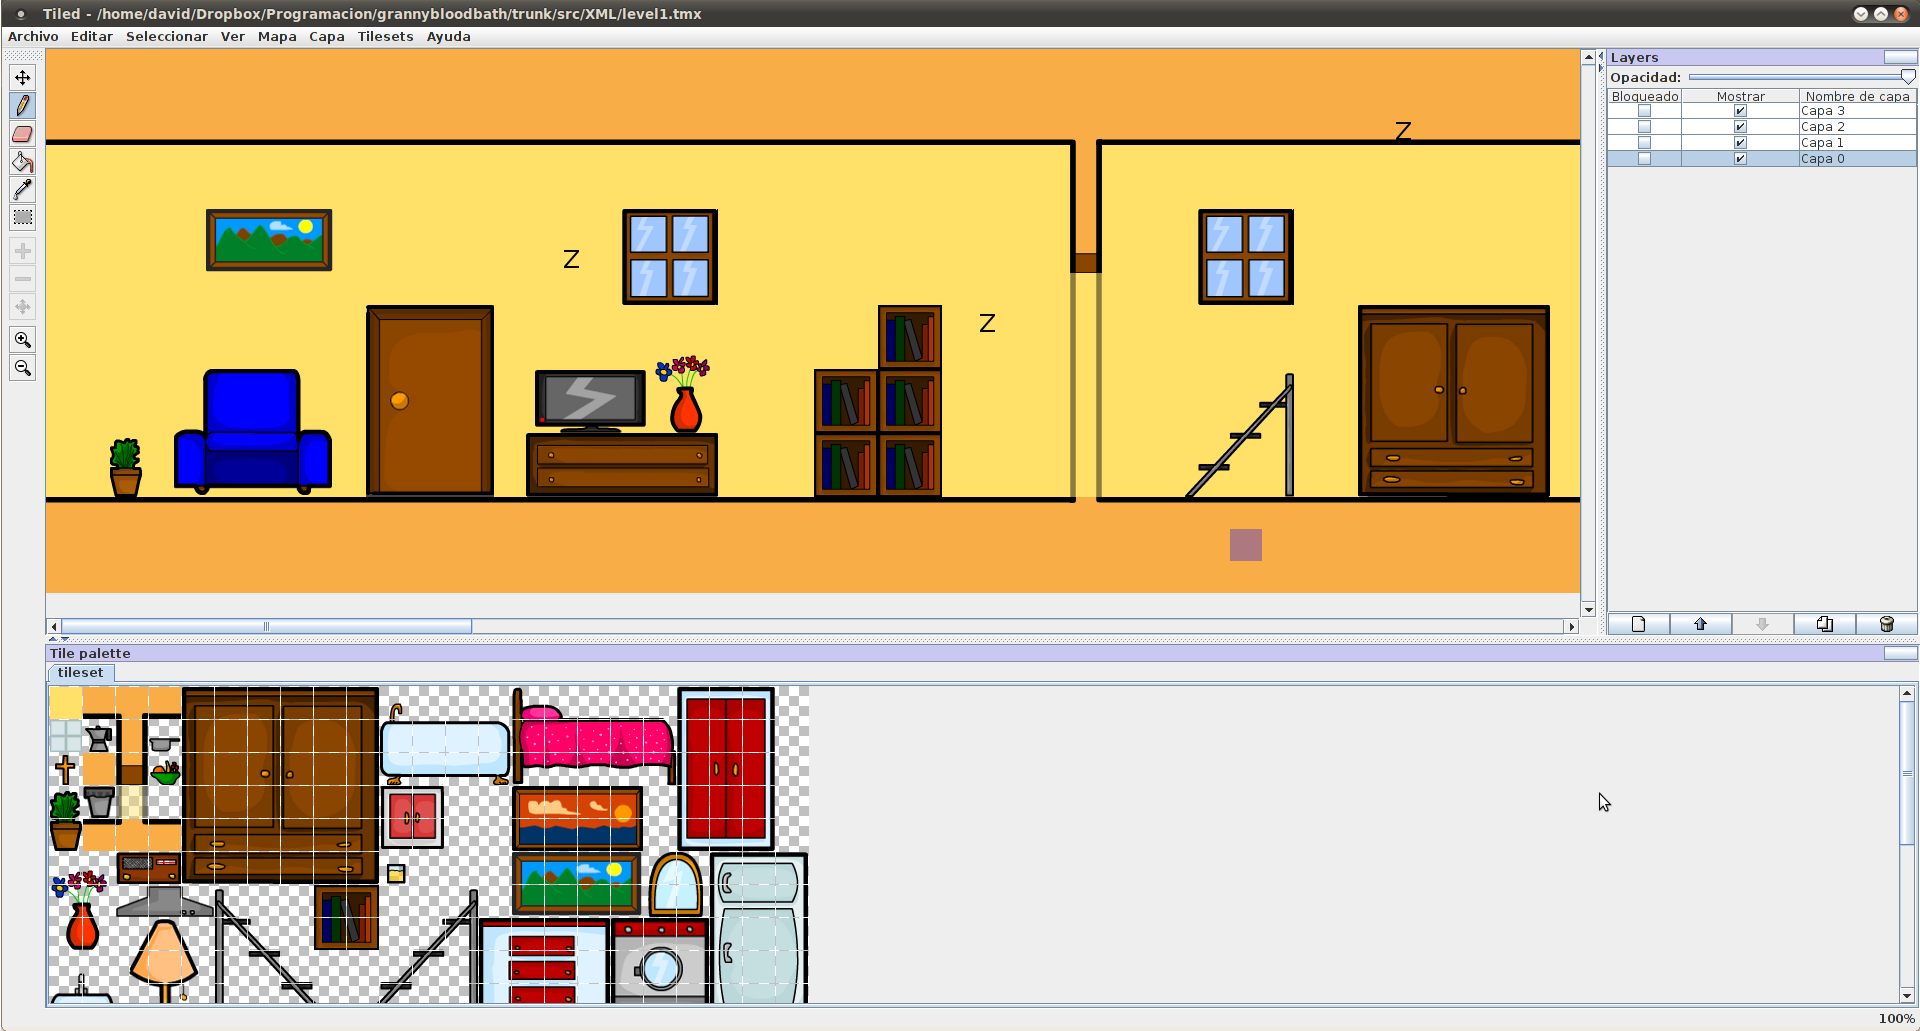 Tiled - /home/david/Dropbox/Programacion/grannybloodbath/trunk/src/XML/level1.tmx
Archivo Editar Seleccionar Ver Mapa Capa Tilesets Ayuda
Layers
Opacidad:
Bloqueado Mostrar Nombre de capa
Capa 3
Capa 2
Capa 1
Capa 0
Z
Z
Z
Tile palette
tileset
100%